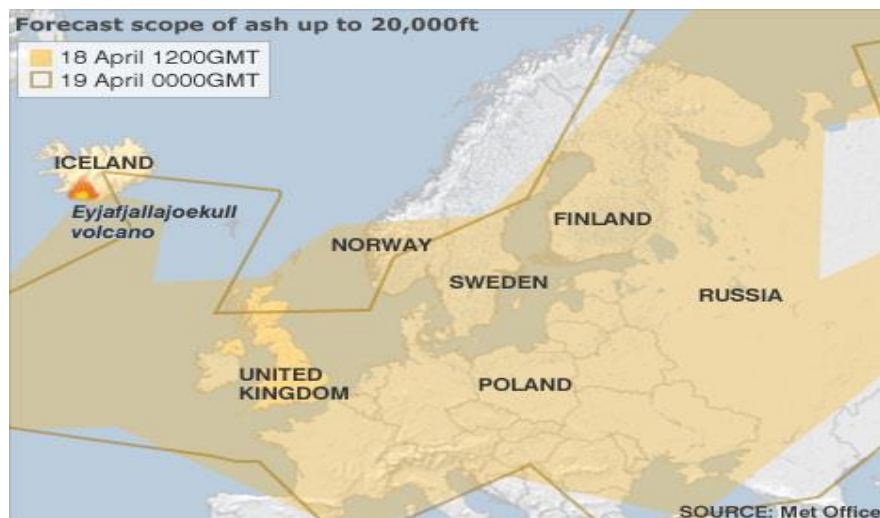 Forecast scope of ash up to 20,000ft
18 April 1200GMT
19 April 0000GMT
ICELAND
Eyjafjallajoekull
volcano
NORWAY
FINLAND
SWEDEN
RUSSIA
UNITED
KINGDOM
POLAND
SOURCE: Met Office